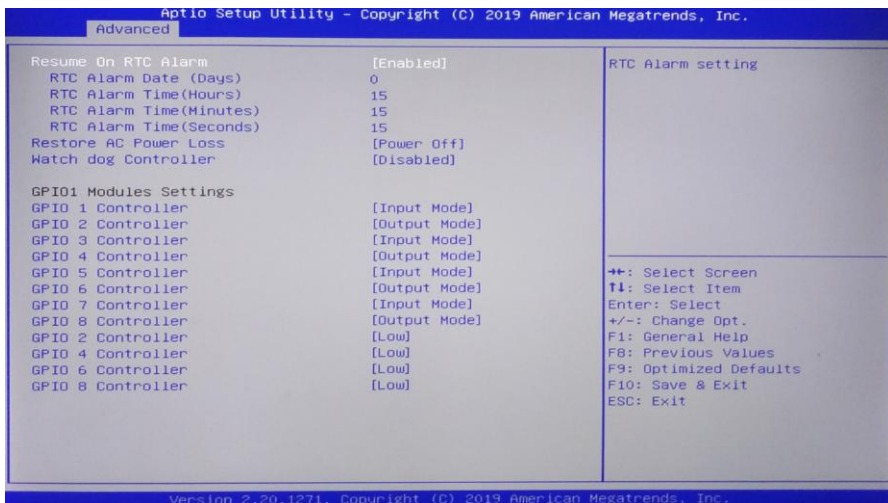 Aptio Setup Utility – Copyright (C) 2019 American Megatrends, Inc.
Advanced
Resume On RTC Alarm [Enabled]
RTC Alarm Date (Days) 0
RTC Alarm Time(Hours) 15
RTC Alarm Time(Minutes) 15
RTC Alarm Time(Seconds) 15
Restore AC Power Loss [Power Off]
Watch dog Controller [Disabled]
GPIO1 Modules Settings
GPIO 1 Controller [Input Mode]
GPIO 2 Controller [Output Mode]
GPIO 3 Controller [Input Mode]
GPIO 4 Controller [Output Mode]
GPIO 5 Controller [Input Mode]
GPIO 6 Controller [Output Mode]
GPIO 7 Controller [Input Mode]
GPIO 8 Controller [Output Mode]
GPIO 2 Controller [Low]
GPIO 4 Controller [Low]
GPIO 6 Controller [Low]
GPIO 8 Controller [Low]
RTC Alarm setting
→←: Select Screen
↑↓: Select Item
Enter: Select
+/-: Change Opt.
F1: General Help
F8: Previous Values
F9: Optimized Defaults
F10: Save & Exit
ESC: Exit
Version 2.20.1271. Copyright (C) 2019 American Megatrends, Inc.